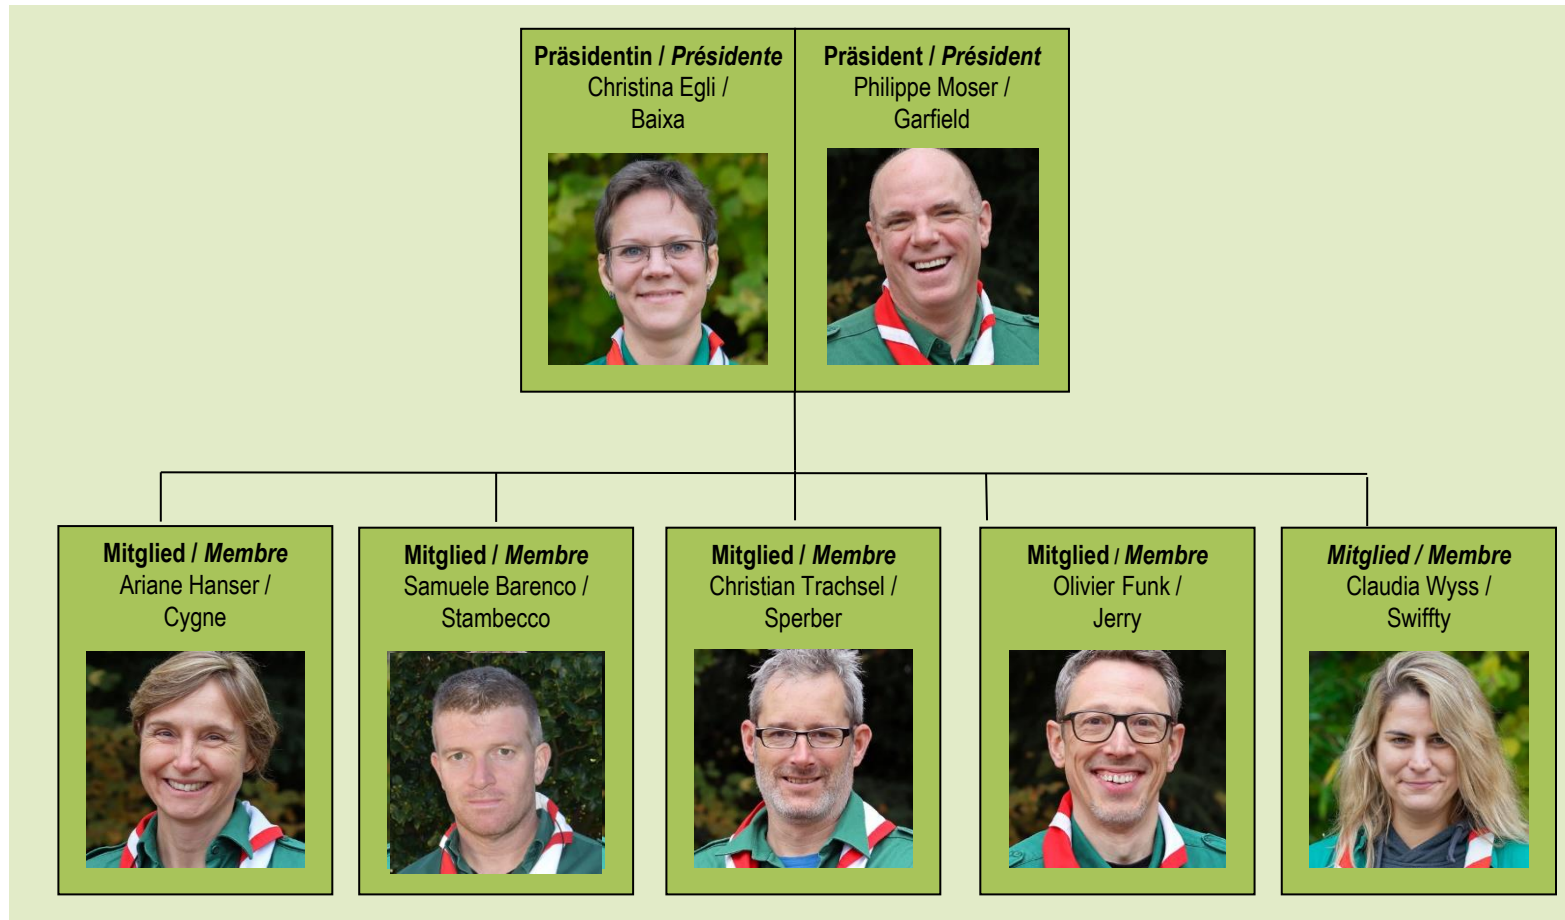 Präsidentin / Présidente
Christina Egli /
Baixa
Präsident / Président
Philippe Moser /
Garfield
Mitglied / Membre
Ariane Hanser /
Cygne
Mitglied / Membre
Samuele Barenco /
Stambecco
Mitglied / Membre
Christian Trachsel /
Sperber
Mitglied / Membre
Olivier Funk /
Jerry
Mitglied / Membre
Claudia Wyss /
Swiffty